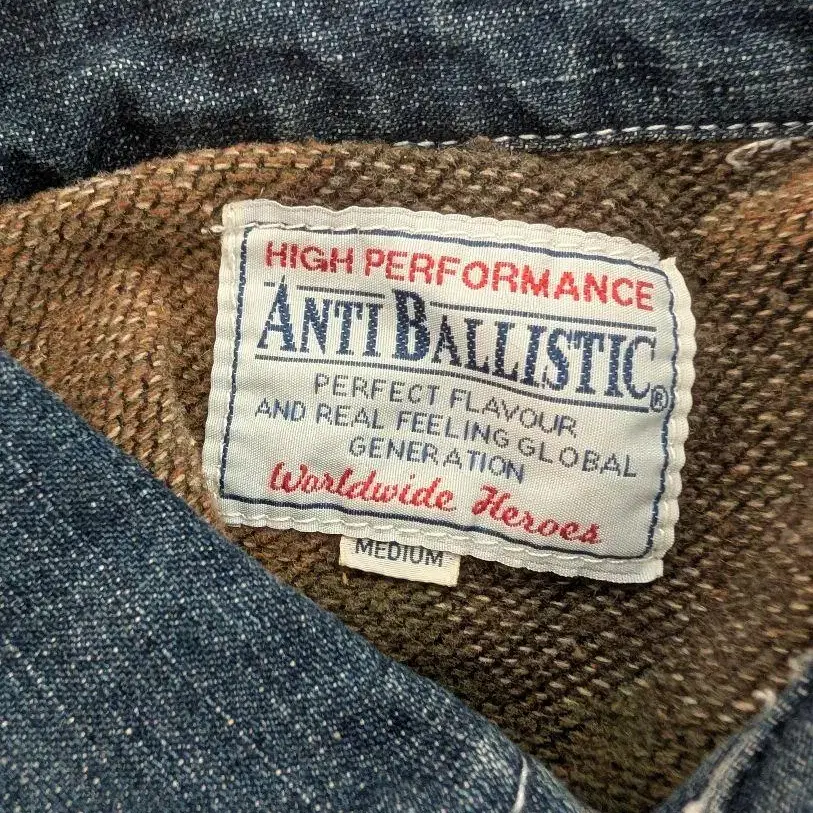 HIGH PERFORMANCE
ANTI BALLISTIC®
PERFECT FLAVOUR
AND REAL FEELING GLOBAL
GENERATION
Worldwide Heroes
MEDIUM